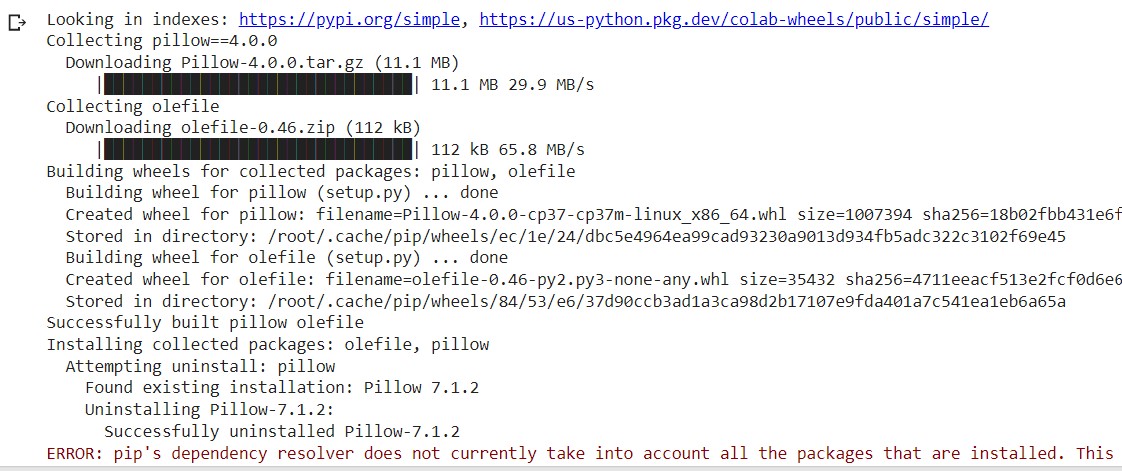 Looking in indexes: https://pypi.org/simple, https://us-python.pkg.dev/colab-wheels/public/simple/
Collecting pillow==4.0.0
Downloading Pillow-4.0.0.tar.gz (11.1 MB)
|████████████████████████████████| 11.1 MB 29.9 MB/s
Collecting olefile
Downloading olefile-0.46.zip (112 kB)
|████████████████████████████████| 112 kB 65.8 MB/s
Building wheels for collected packages: pillow, olefile
Building wheel for pillow (setup.py) ... done
Created wheel for pillow: filename=Pillow-4.0.0-cp37-cp37m-linux_x86_64.whl size=1007394 sha256=18b02fbb431e6f
Stored in directory: /root/.cache/pip/wheels/ec/1e/24/dbc5e4964ea99cad93230a9013d934fb5adc322c3102f69e45
Building wheel for olefile (setup.py) ... done
Created wheel for olefile: filename=olefile-0.46-py2.py3-none-any.whl size=35432 sha256=4711eeacf513e2fcf0d6e6
Stored in directory: /root/.cache/pip/wheels/84/53/e6/37d90ccb3ad1a3ca98d2b17107e9fda401a7c541ea1eb6a65a
Successfully built pillow olefile
Installing collected packages: olefile, pillow
Attempting uninstall: pillow
Found existing installation: Pillow 7.1.2
Uninstalling Pillow-7.1.2:
Successfully uninstalled Pillow-7.1.2
ERROR: pip's dependency resolver does not currently take into account all the packages that are installed. This